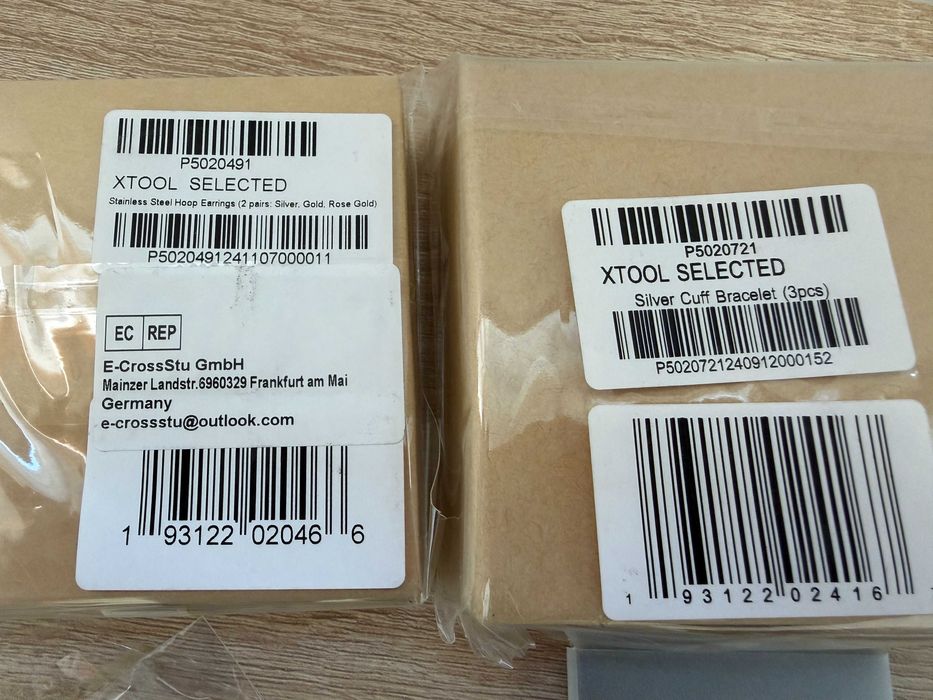 P5020491
XTOOL SELECTED
Stainless Steel Hoop Earrings (2 pairs: Silver, Gold, Rose Gold)
P5020491241107000011
EC REP
E-CrossStu GmbH
Mainzer Landstr.6960329 Frankfurt am Mai
Germany
e-crossstu@outlook.com
1 93122 02046 6
P5020721
XTOOL SELECTED
Silver Cuff Bracelet (3pcs)
P5020721240912000152
1 93122 02416